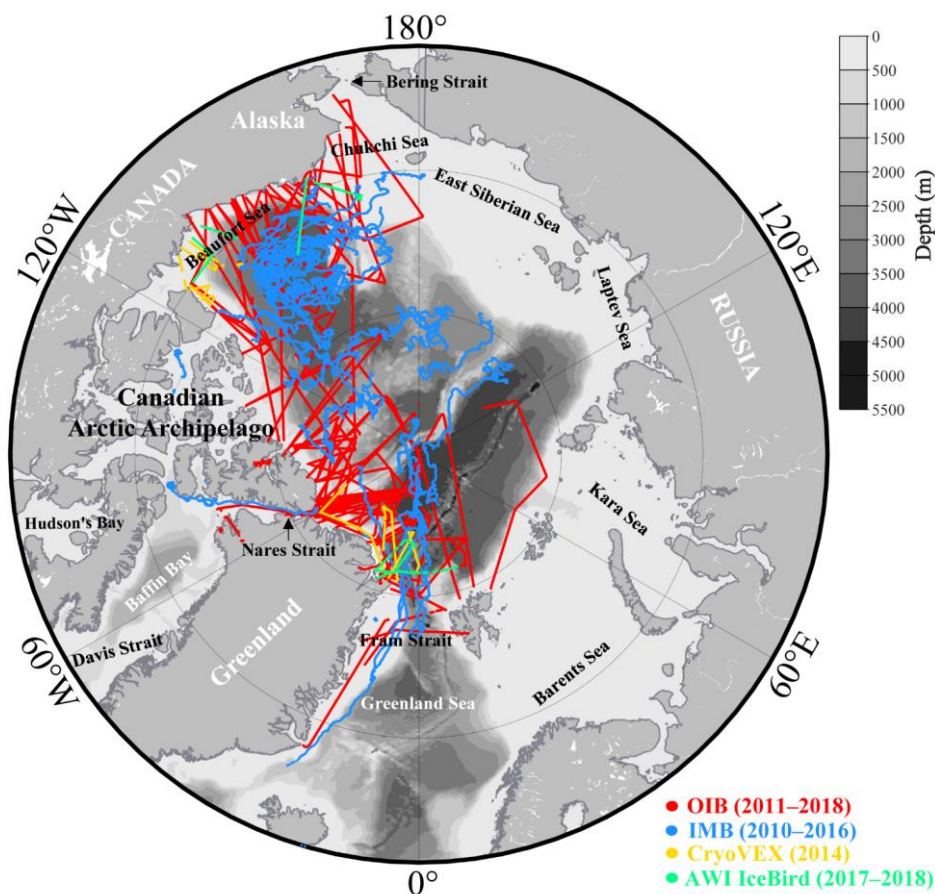 180°
Bering Strait
Alaska
Chukchi Sea
CANADA
East Siberian Sea
120°W
Beaufort Sea
120°E
Laptev Sea
RUSSIA
Canadian
Arctic Archipelago
Kara Sea
Hudson's Bay
Nares Strait
Baffin Bay
Greenland
Davis Strait
Fram Strait
Barents Sea
60°W
60°E
Greenland Sea
0°
0
500
1000
1500
2000
2500
3000
3500
4000
4500
5000
5500
Depth (m)
OIB (2011–2018)
IMB (2010–2016)
CryoVEX (2014)
AWI IceBird (2017–2018)